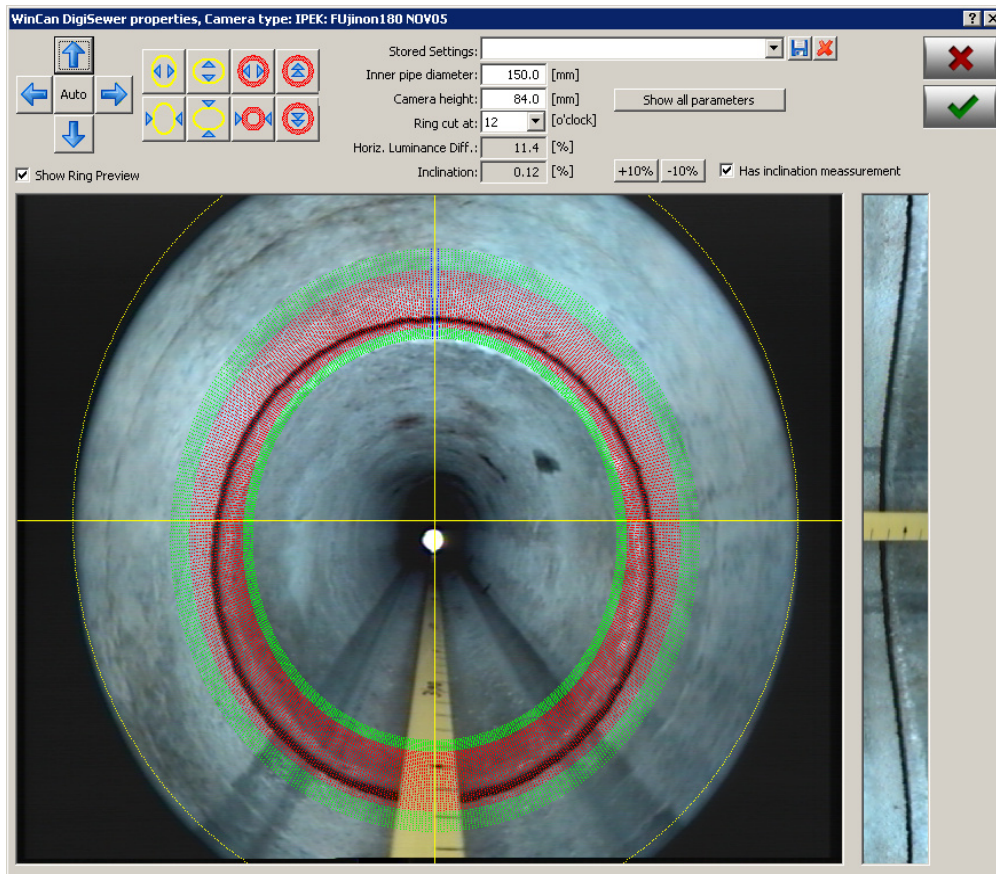 WinCan DigiSewer properties, Camera type: IPEK: FUjinon180 NOV05
Stored Settings:
Inner pipe diameter: 150.0 [mm]
Auto
Camera height: 84.0 [mm]
Show all parameters
Ring cut at: 12 [o'clock]
Horiz. Luminance Diff.: 11.4 [%]
Show Ring Preview
Inclination: 0.12 [%]
+10% -10%
Has inclination meassurement